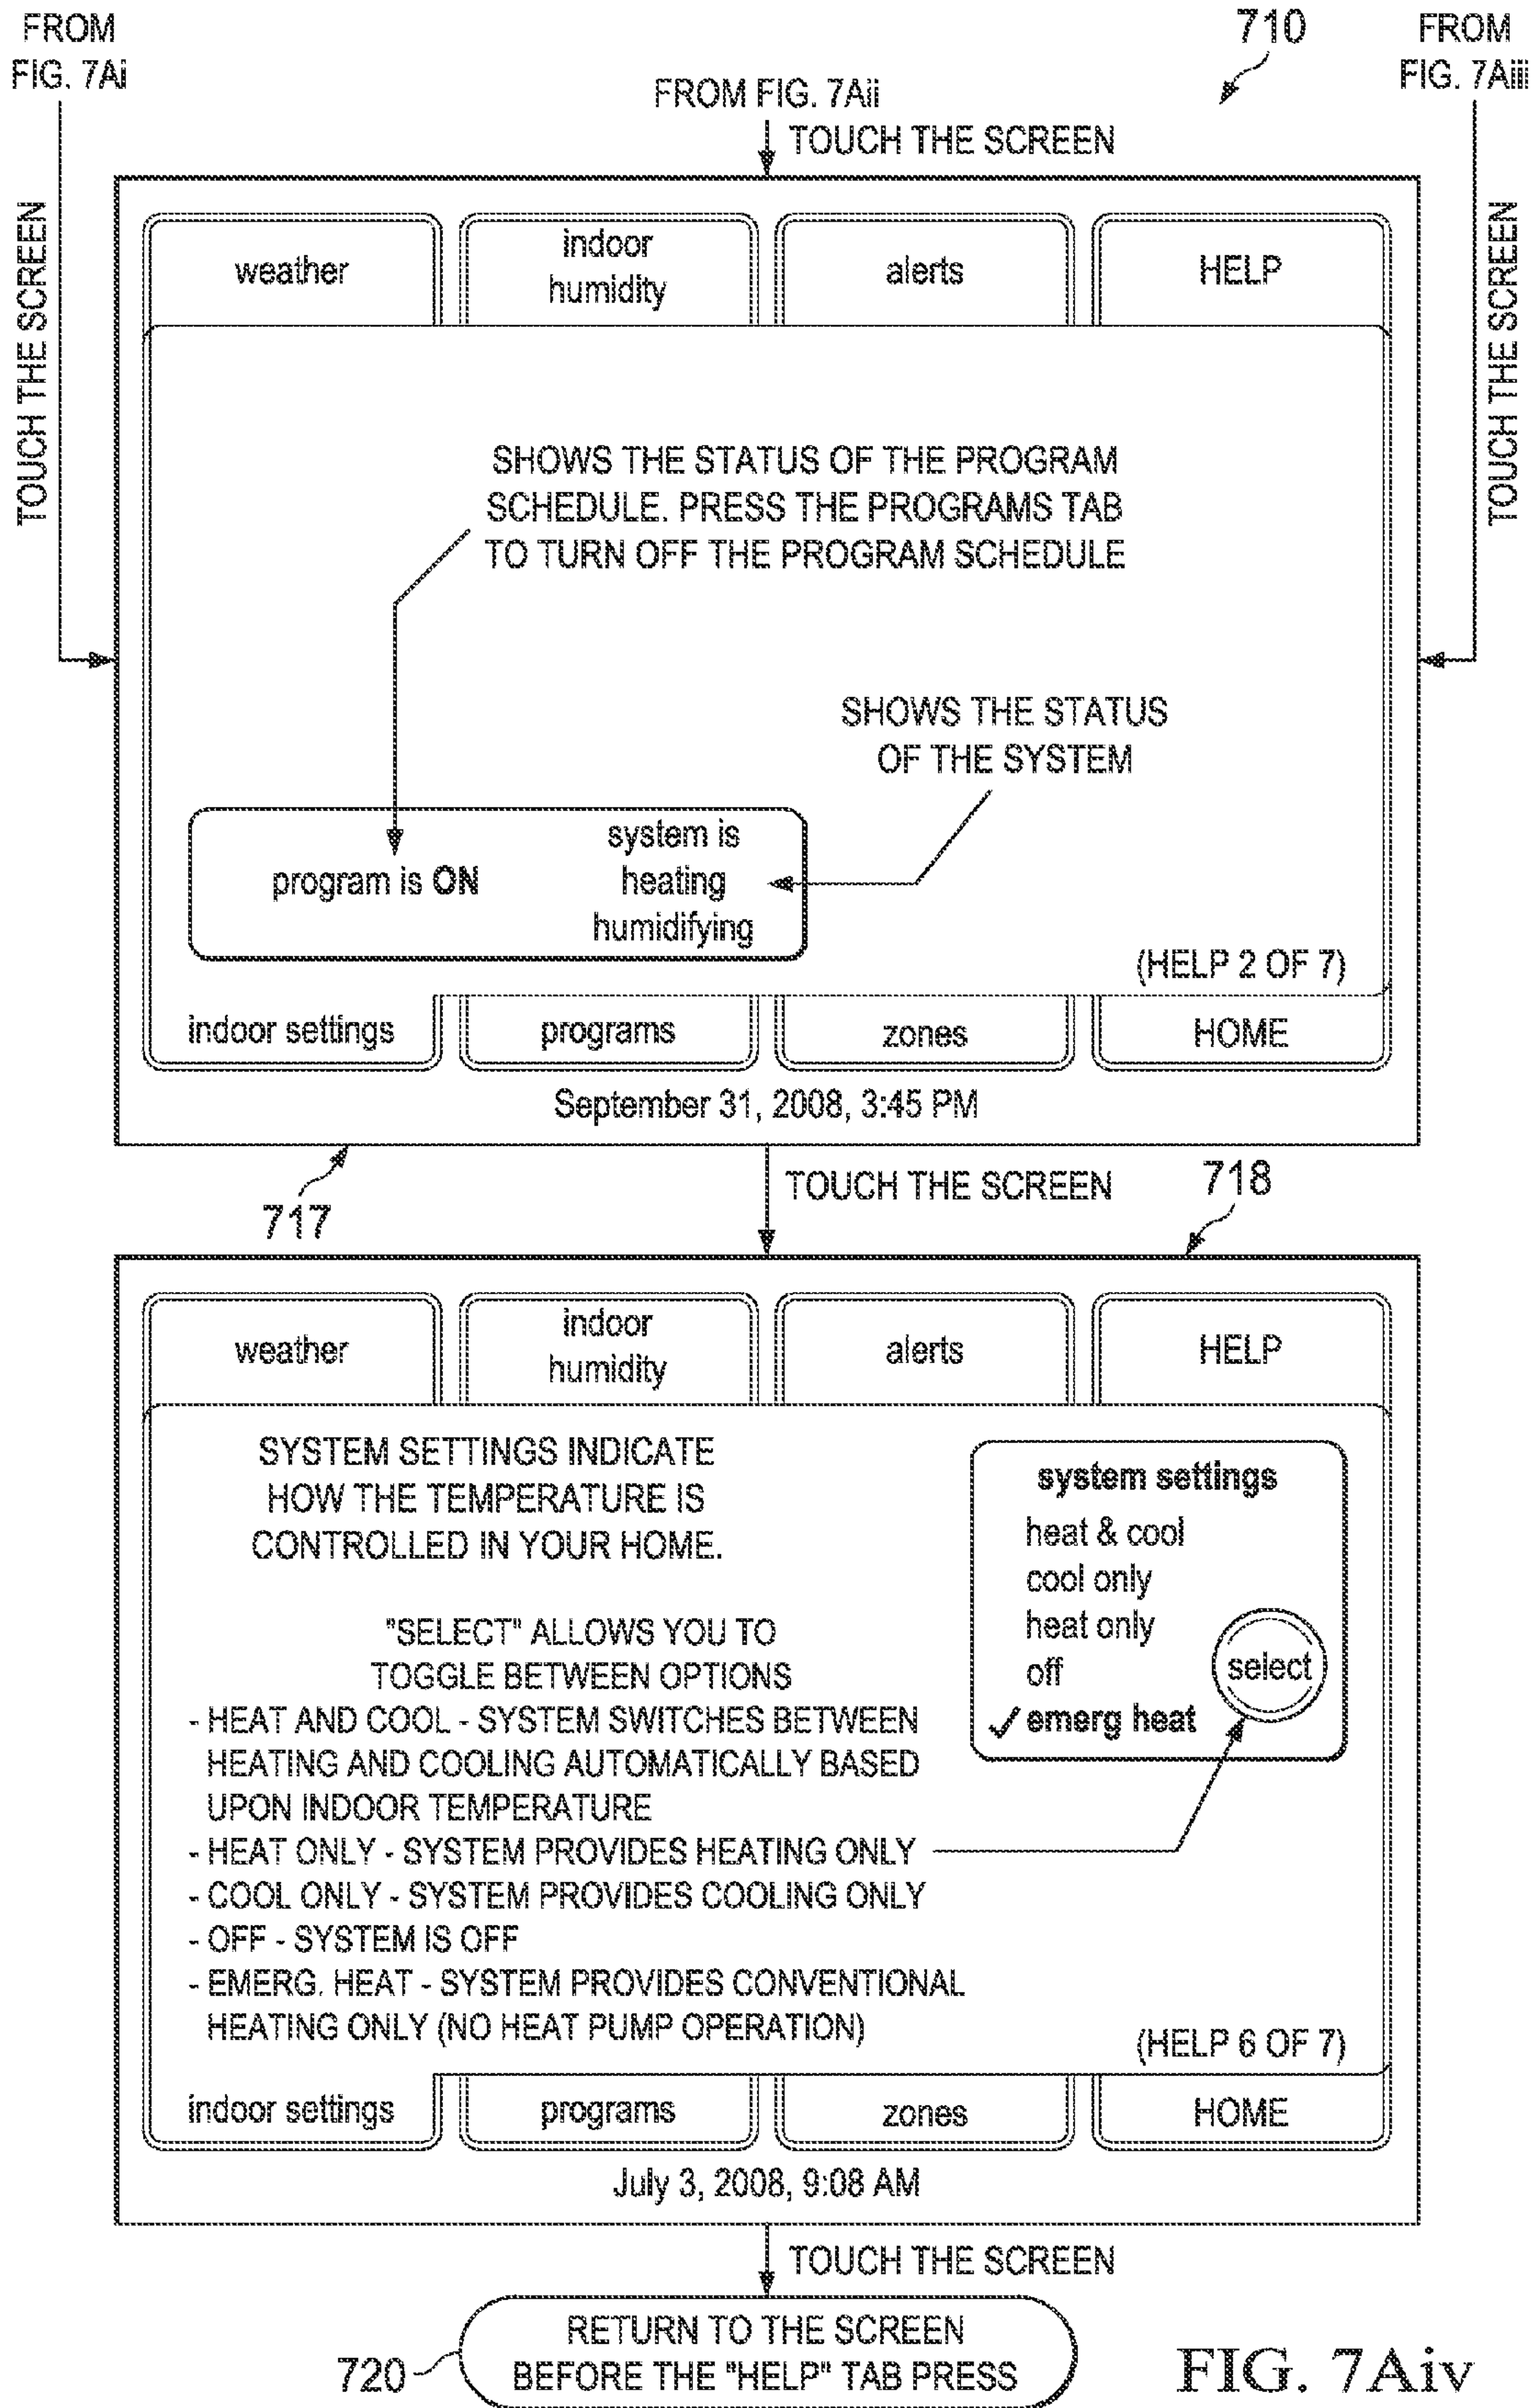 FROM
FIG. 7Ai
FROM FIG. 7Aii
710
FROM
FIG. 7Aiii
TOUCH THE SCREEN
TOUCH THE SCREEN
TOUCH THE SCREEN
weather
indoor
humidity
alerts
HELP
SHOWS THE STATUS OF THE PROGRAM
SCHEDULE. PRESS THE PROGRAMS TAB
TO TURN OFF THE PROGRAM SCHEDULE
SHOWS THE STATUS
OF THE SYSTEM
program is ON
system is
heating
humidifying
(HELP 2 OF 7)
indoor settings
programs
zones
HOME
September 31, 2008, 3:45 PM
717
TOUCH THE SCREEN
718
weather
indoor
humidity
alerts
HELP
SYSTEM SETTINGS INDICATE
HOW THE TEMPERATURE IS
CONTROLLED IN YOUR HOME.
"SELECT" ALLOWS YOU TO
TOGGLE BETWEEN OPTIONS
- HEAT AND COOL - SYSTEM SWITCHES BETWEEN
HEATING AND COOLING AUTOMATICALLY BASED
UPON INDOOR TEMPERATURE
- HEAT ONLY - SYSTEM PROVIDES HEATING ONLY
- COOL ONLY - SYSTEM PROVIDES COOLING ONLY
- OFF - SYSTEM IS OFF
- EMERG. HEAT - SYSTEM PROVIDES CONVENTIONAL
HEATING ONLY (NO HEAT PUMP OPERATION)
system settings
heat & cool
cool only
heat only
off
✓ emerg heat
select
(HELP 6 OF 7)
indoor settings
programs
zones
HOME
July 3, 2008, 9:08 AM
TOUCH THE SCREEN
720
RETURN TO THE SCREEN
BEFORE THE "HELP" TAB PRESS
FIG. 7Aiv